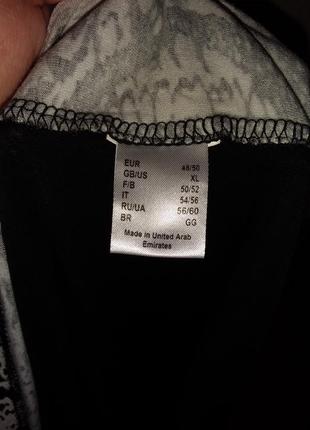 EUR 48/50
GB/US XL
F/B 50/52
IT 54/56
RU/UA 56/60
BR GG
Made in United Arab
Emirates